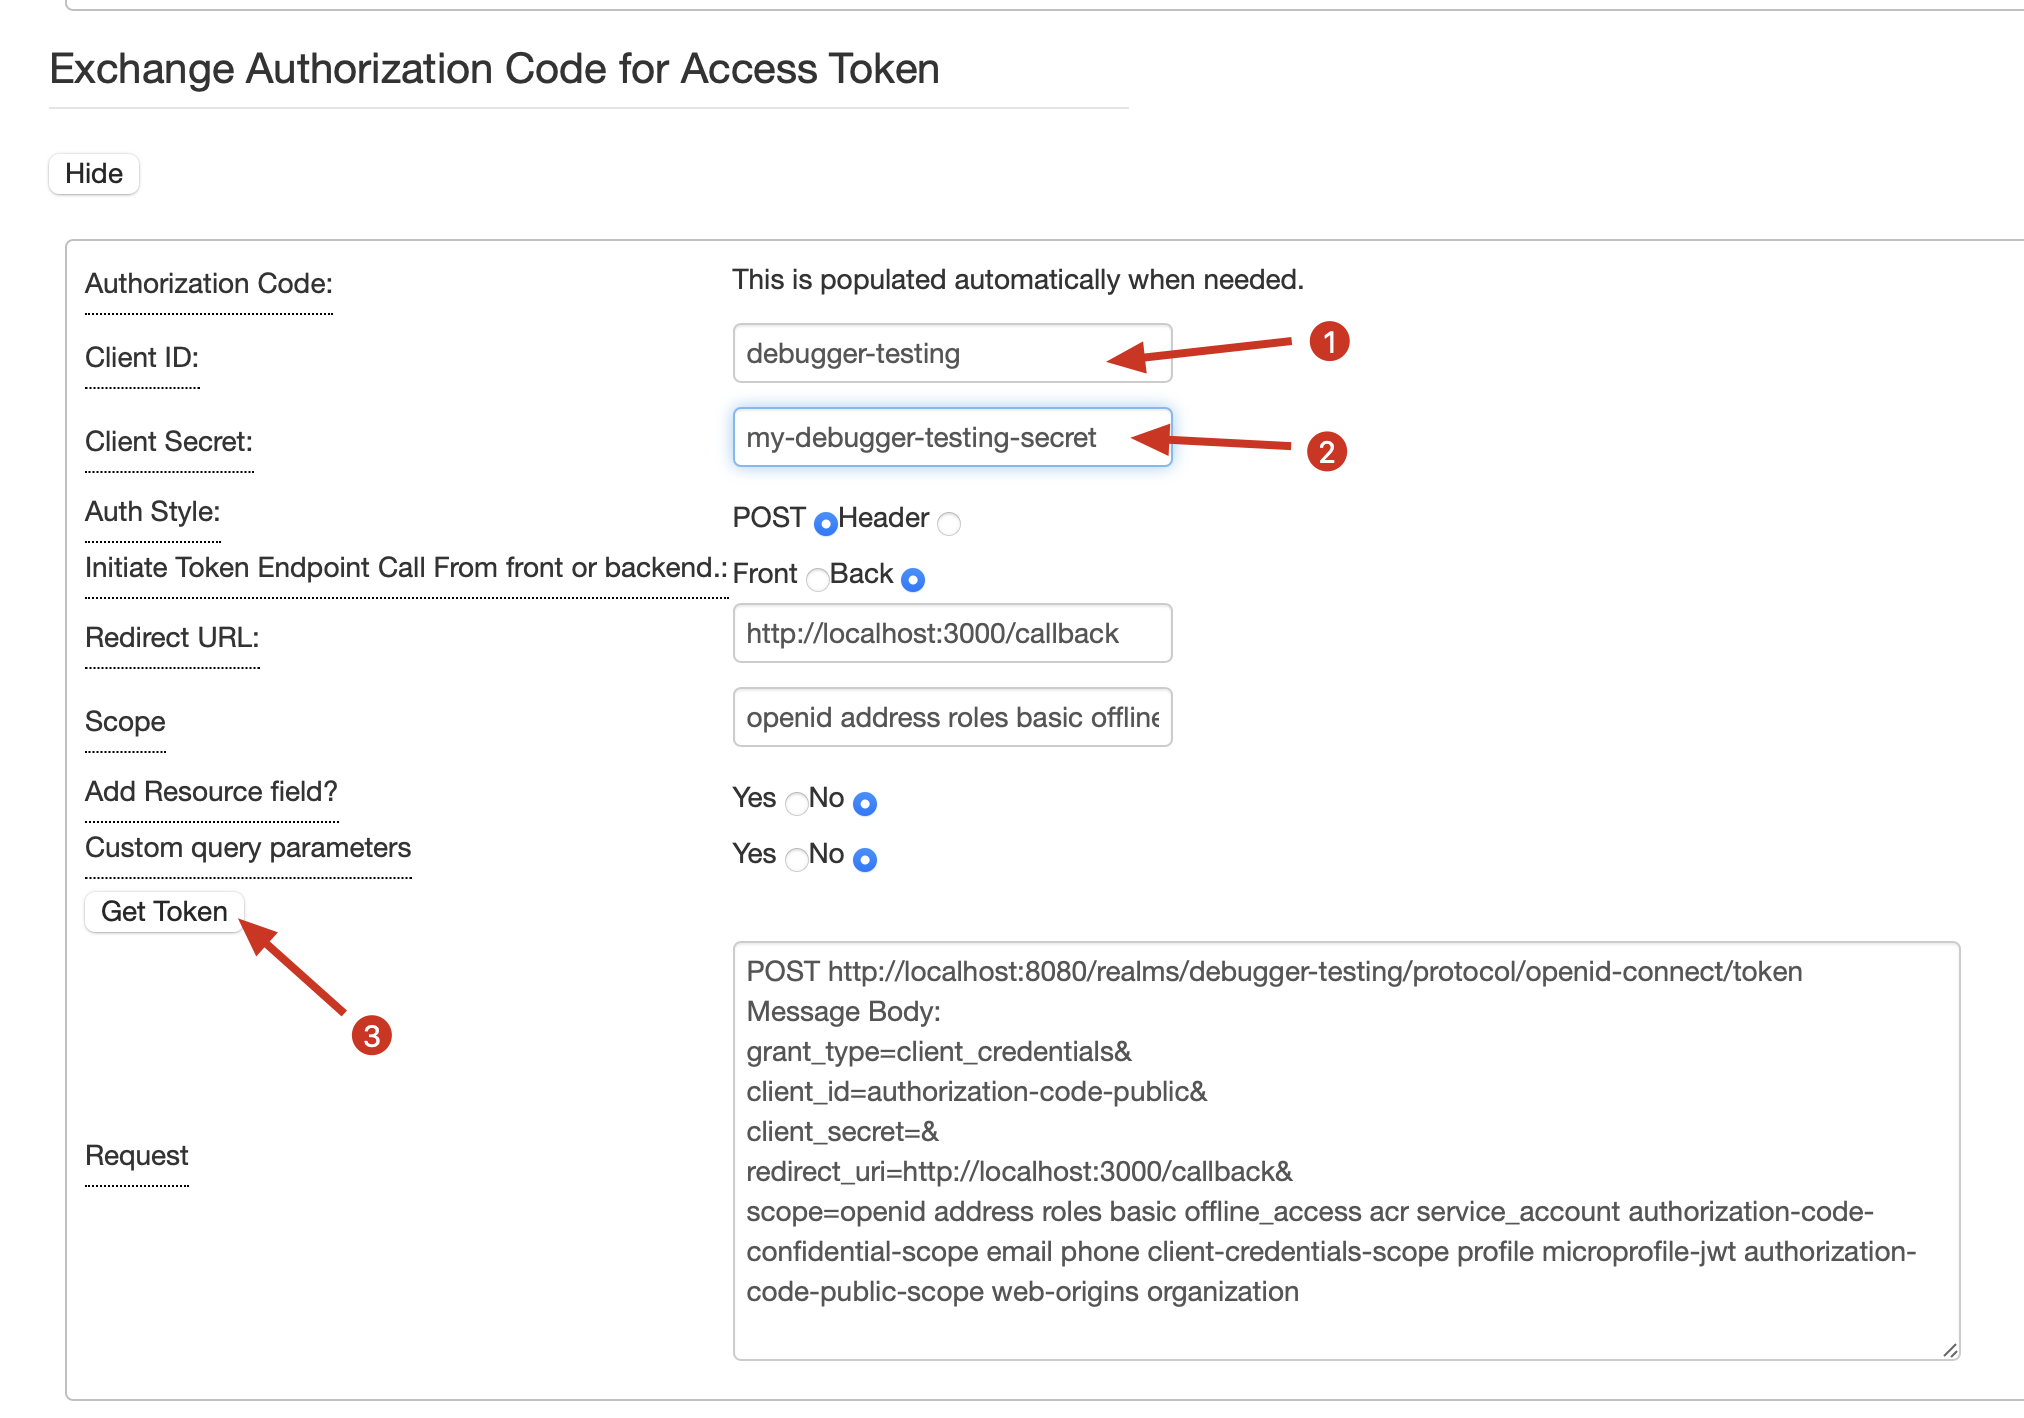 Exchange Authorization Code for Access Token
Hide
Authorization Code: This is populated automatically when needed.
Client ID: debugger-testing 1
Client Secret: my-debugger-testing-secret 2
Auth Style: POST Header
Initiate Token Endpoint Call From front or backend.: Front Back
Redirect URL: http://localhost:3000/callback
Scope openid address roles basic offline
Add Resource field? Yes No
Custom query parameters Yes No
Get Token
3
Request
POST http://localhost:8080/realms/debugger-testing/protocol/openid-connect/token
Message Body:
grant_type=client_credentials&
client_id=authorization-code-public&
client_secret=&
redirect_uri=http://localhost:3000/callback&
scope=openid address roles basic offline_access acr service_account authorization-code-
confidential-scope email phone client-credentials-scope profile microprofile-jwt authorization-
code-public-scope web-origins organization